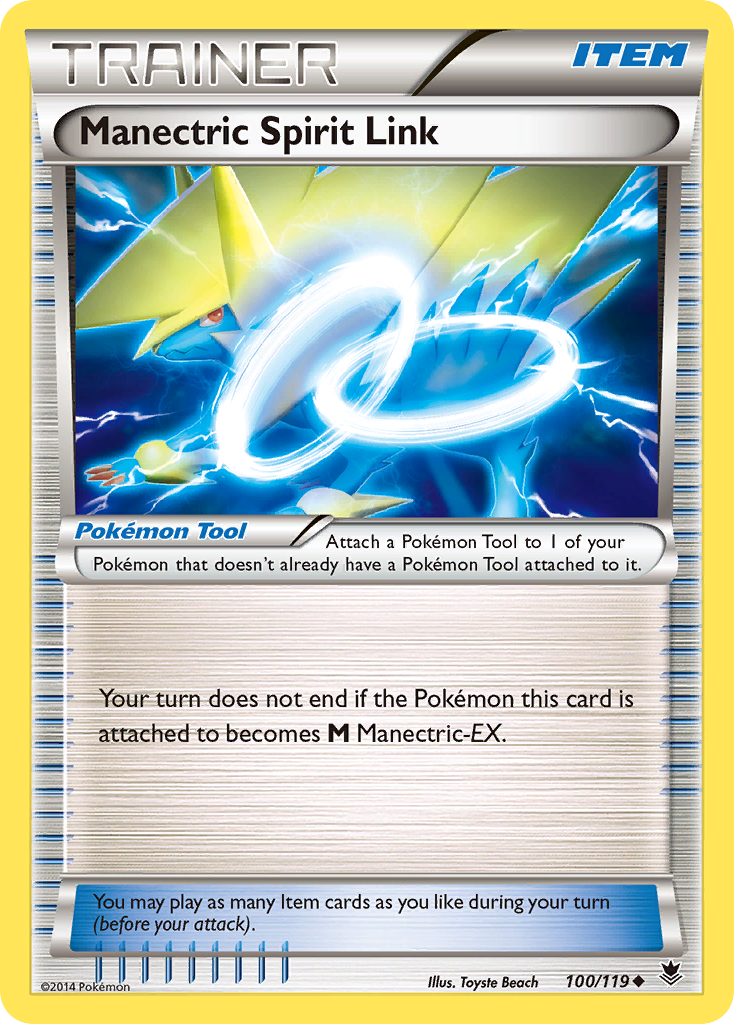 TRAINER
ITEM
Manectric Spirit Link
Pokémon Tool
Attach a Pokémon Tool to 1 of your
Pokémon that doesn't already have a Pokémon Tool attached to it.
Your turn does not end if the Pokémon this card is
attached to becomes M Manectric-EX.
You may play as many Item cards as you like during your turn
(before your attack).
©2014 Pokémon
Illus. Toyste Beach
100/119